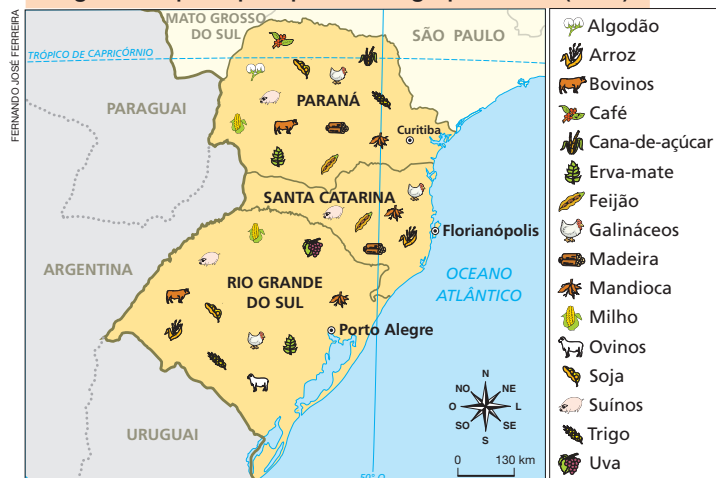 FERNANDO JOSÉ FERREIRA
MATO GROSSO
DO SUL
SÃO PAULO
TRÓPICO DE CAPRICÓRNIO
PARAGUAI
PARANÁ
Curitiba
SANTA CATARINA
Florianópolis
ARGENTINA
RIO GRANDE
DO SUL
OCEANO
ATLÂNTICO
Porto Alegre
URUGUAI
N
NO
NE
O
L
SO
SE
S
0
130 km
50° O
Algodão
Arroz
Bovinos
Café
Cana-de-açúcar
Erva-mate
Feijão
Galináceos
Madeira
Mandioca
Milho
Ovinos
Soja
Suínos
Trigo
Uva